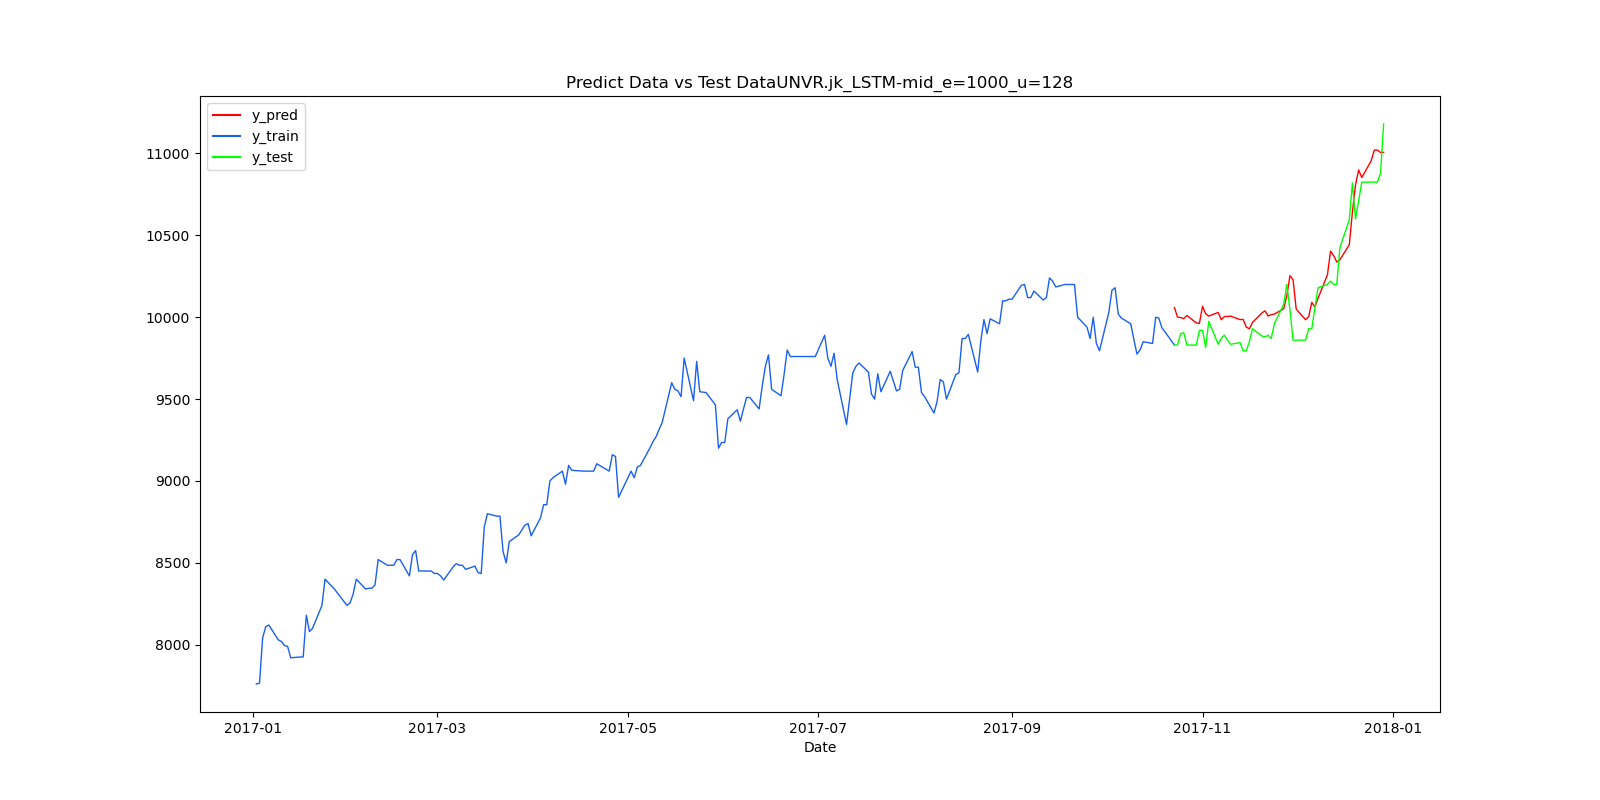 Predict Data vs Test DataUNVR.jk_LSTM-mid_e=1000_u=128
y_pred
y_train
y_test
11000
10500
10000
9500
9000
8500
8000
2017-01 2017-03 2017-05 2017-07 2017-09 2017-11 2018-01
Date